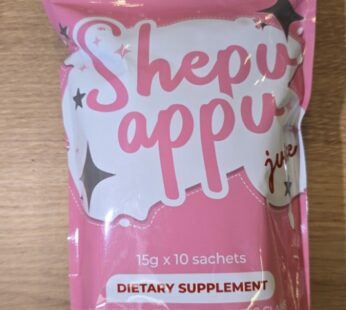 Shepu
appu
juice
15g x 10 sachets
DIETARY SUPPLEMENT